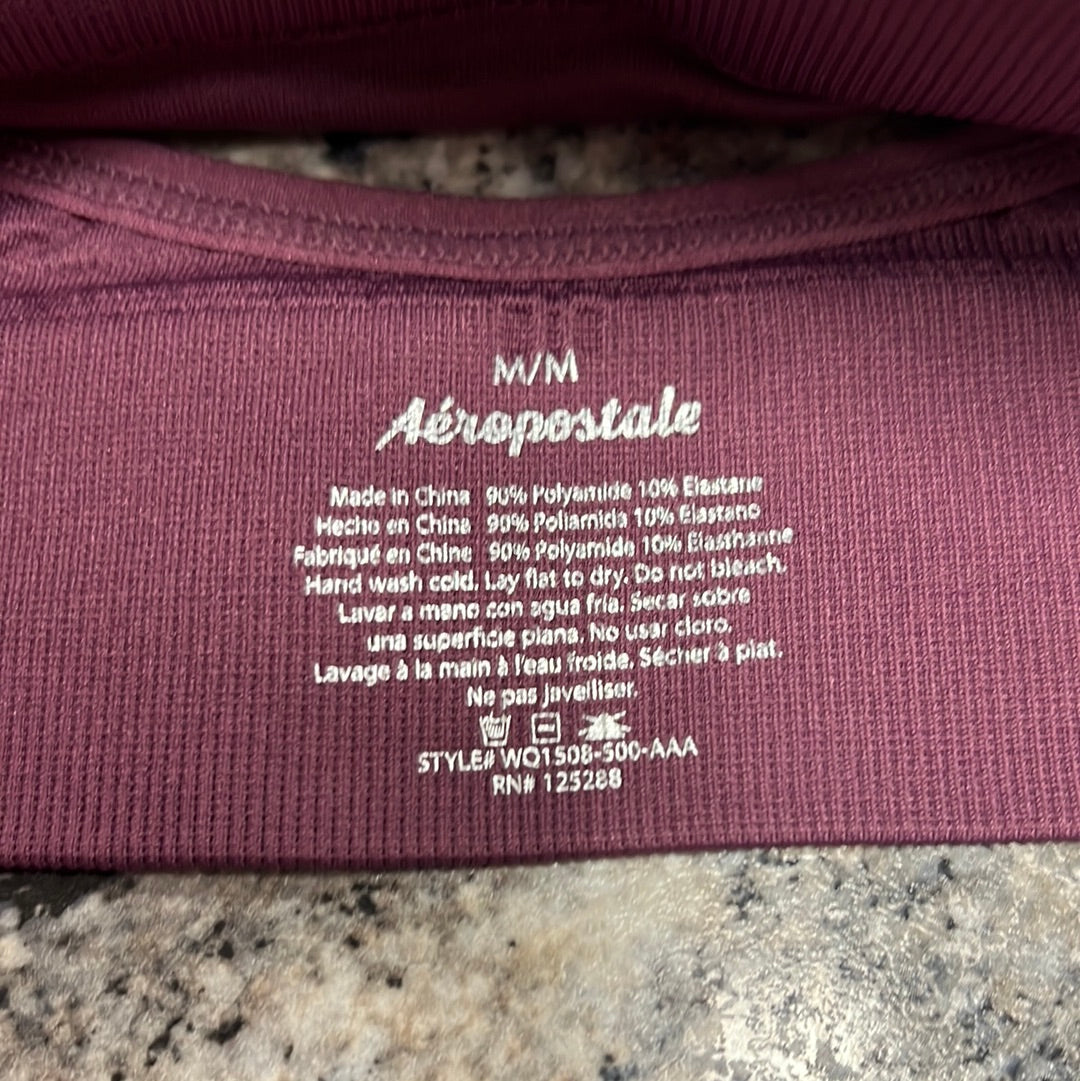 M/M
Aéropostale
Made in China 90% Polyamide 10% Elastane
Hecho en China 90% Poliamida 10% Elastano
Fabriqué en Chine 90% Polyamide 10% Elasthanne
Hand wash cold. Lay flat to dry. Do not bleach.
Lavar a mano con agua fria. Secar sobre
una superficie plana. No usar cloro.
Lavage à la main à l'eau froide. Sécher à plat.
Ne pas javelliser.
STYLE# WO1508-500-AAA
RN# 125288